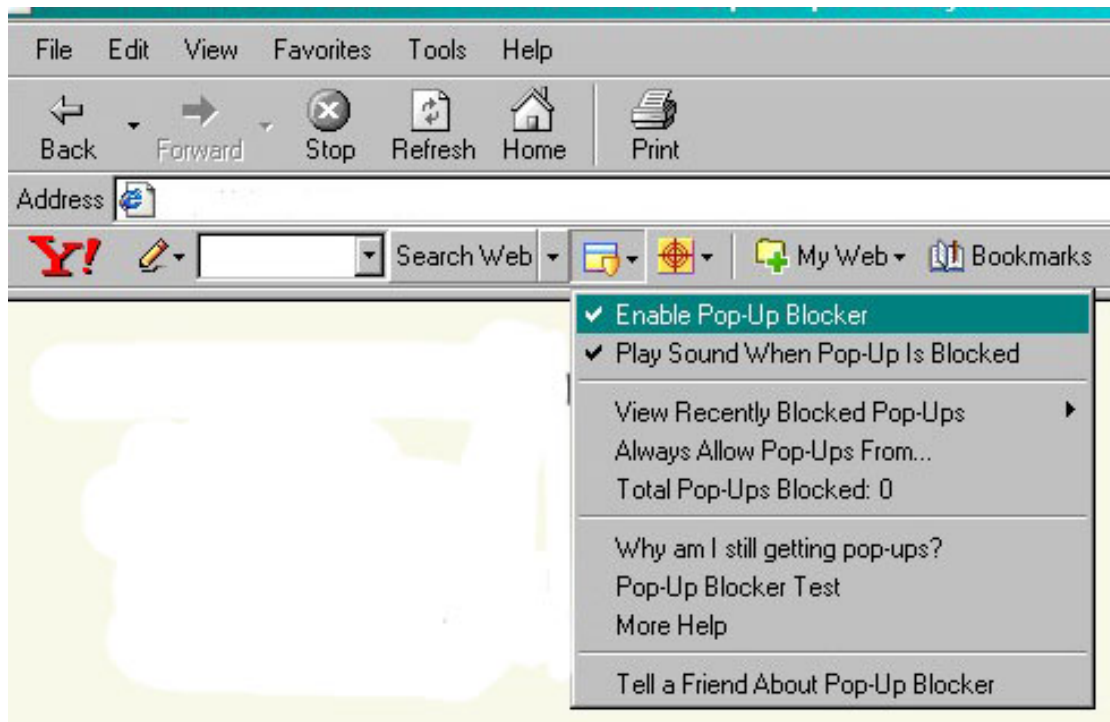 File Edit View Favorites Tools Help
Back Forward Stop Refresh Home Print
Address
Y! Search Web My Web Bookmarks
Enable Pop-Up Blocker
Play Sound When Pop-Up Is Blocked
View Recently Blocked Pop-Ups
Always Allow Pop-Ups From...
Total Pop-Ups Blocked: 0
Why am I still getting pop-ups?
Pop-Up Blocker Test
More Help
Tell a Friend About Pop-Up Blocker